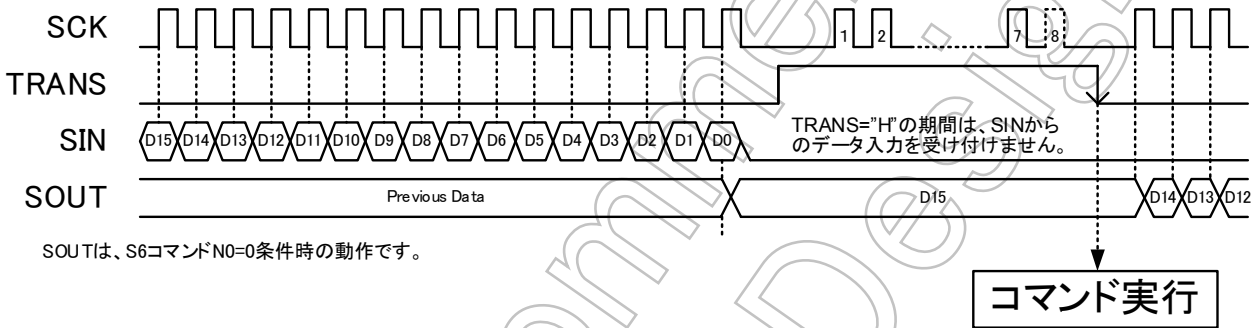 SCK 1 2 7 8
TRANS
SIN D15 D14 D13 D12 D11 D10 D9 D8 D7 D6 D5 D4 D3 D2 D1 D0
TRANS="H"の期間は、SINから
のデータ入力を受け付けません。
SOUT Previous Data D15 D14 D13 D12
SOUTは、S6コマンドN0=0条件時の動作です。
コマンド実行